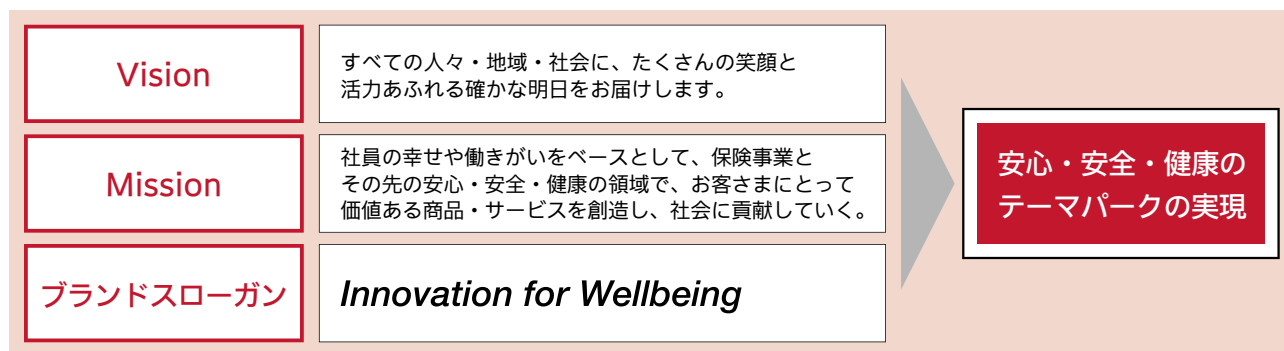 Vision
すべての人々・地域・社会に、たくさんの笑顔と
活力あふれる確かな明日をお届けします。
Mission
社員の幸せや働きがいをベースとして、保険事業と
その先の安心・安全・健康の領域で、お客さまにとって
価値ある商品・サービスを創造し、社会に貢献していく。
ブランドスローガン
Innovation for Wellbeing
安心・安全・健康の
テーマパークの実現